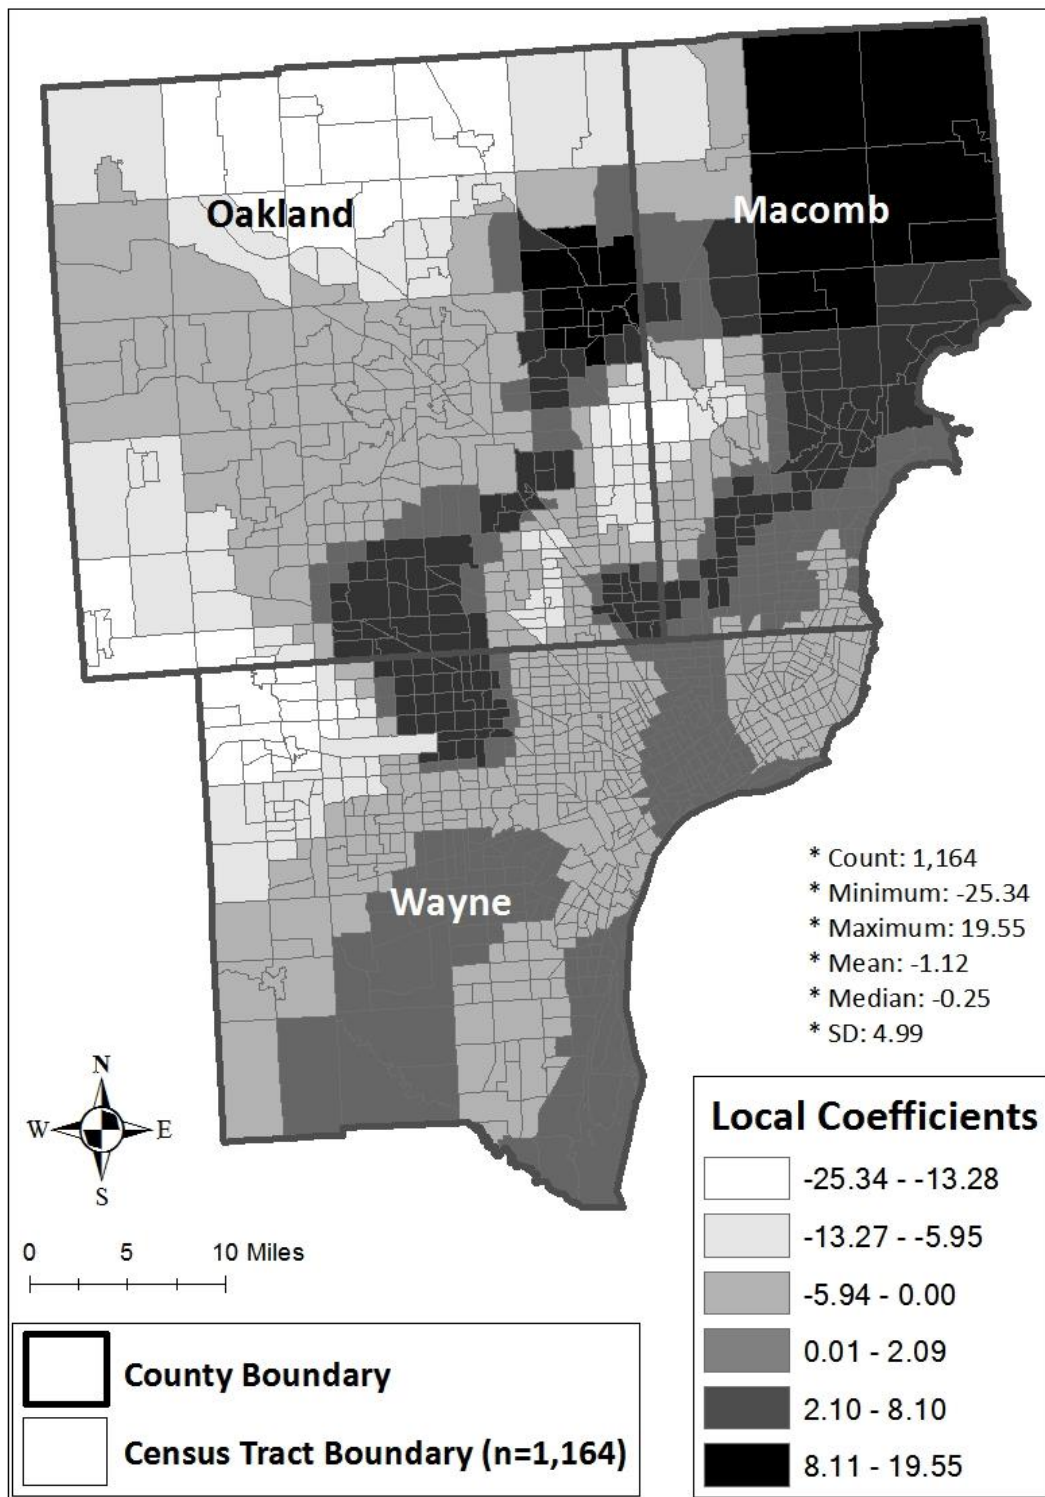 Oakland
Macomb
Wayne
* Count: 1,164
* Minimum: -25.34
* Maximum: 19.55
* Mean: -1.12
* Median: -0.25
* SD: 4.99
N
W E
S
0 5 10 Miles
Local Coefficients
-25.34 - -13.28
-13.27 - -5.95
-5.94 - 0.00
0.01 - 2.09
2.10 - 8.10
8.11 - 19.55
County Boundary
Census Tract Boundary (n=1,164)